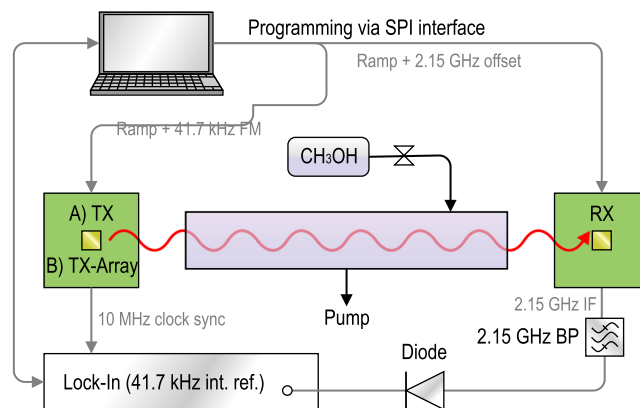 Programming via SPI interface
Ramp + 2.15 GHz offset
Ramp + 41.7 kHz FM
CH₃OH
A) TX
B) TX-Array
RX
2.15 GHz IF
10 MHz clock sync
Pump
2.15 GHz BP
Diode
Lock-In (41.7 kHz int. ref.)